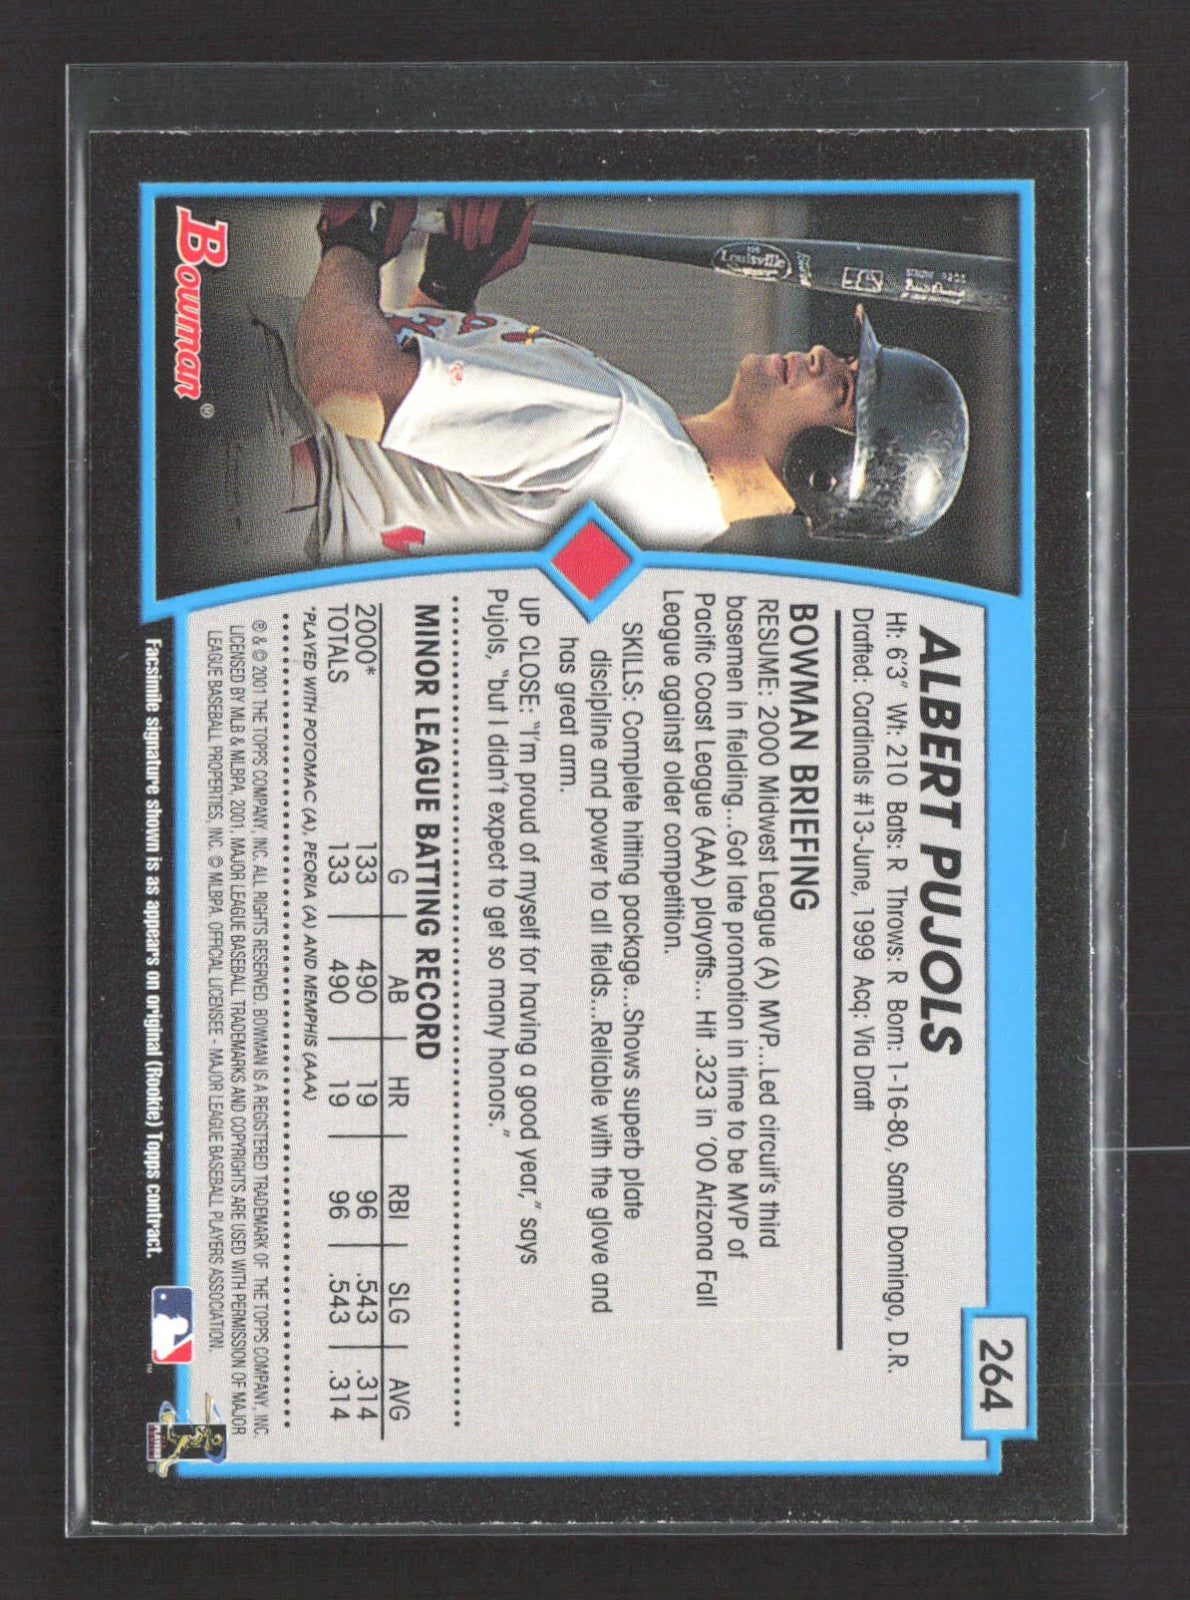 264
ALBERT PUJOLS
Ht: 6'3" Wt: 210 Bats: R Throws: R Born: 1-16-80, Santo Domingo, D.R.
Drafted: Cardinals #13-June, 1999 Acq: Via Draft
BOWMAN BRIEFING
RESUME: 2000 Midwest League (A) MVP...Led circuit's third
basemen in fielding...Got late promotion in time to be MVP of
Pacific Coast League (AAA) playoffs... Hit .323 in '00 Arizona Fall
League against older competition.
SKILLS: Complete hitting package...Shows superb plate
discipline and power to all fields...Reliable with the glove and
has great arm.
UP CLOSE: "I'm proud of myself for having a good year," says
Pujols, "but I didn't expect to get so many honors."
MINOR LEAGUE BATTING RECORD
G AB HR RBI SLG AVG
2000* 133 490 19 96 .543 .314
TOTALS 133 490 19 96 .543 .314
*PLAYED WITH POTOMAC (A), PEORIA (A) AND MEMPHIS (AAA)
® & © 2001 THE TOPPS COMPANY, INC. ALL RIGHTS RESERVED. BOWMAN IS A REGISTERED TRADEMARK OF THE TOPPS COMPANY, INC.
LICENSED BY MLB & MLBPA, 2001. MAJOR LEAGUE BASEBALL TRADEMARKS AND COPYRIGHTS ARE USED WITH PERMISSION OF MAJOR
LEAGUE BASEBALL PROPERTIES, INC. © MLBPA. OFFICIAL LICENSEE - MAJOR LEAGUE BASEBALL PLAYERS ASSOCIATION.
Facsimile signature shown is as appears on original (Rookie) Topps contract.
Bowman®
Louisville